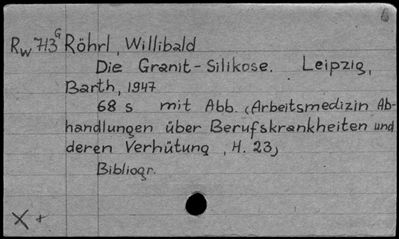 Rw 713 G Röhrl, Willibald
Die Granit-Silikose. Leipzig,
Barth, 1947
68 s mit Abb. (Arbeitsmedizin Ab-
handlungen über Berufskrankheiten und
deren Verhütung, H. 23)
Bibliogr.
X +